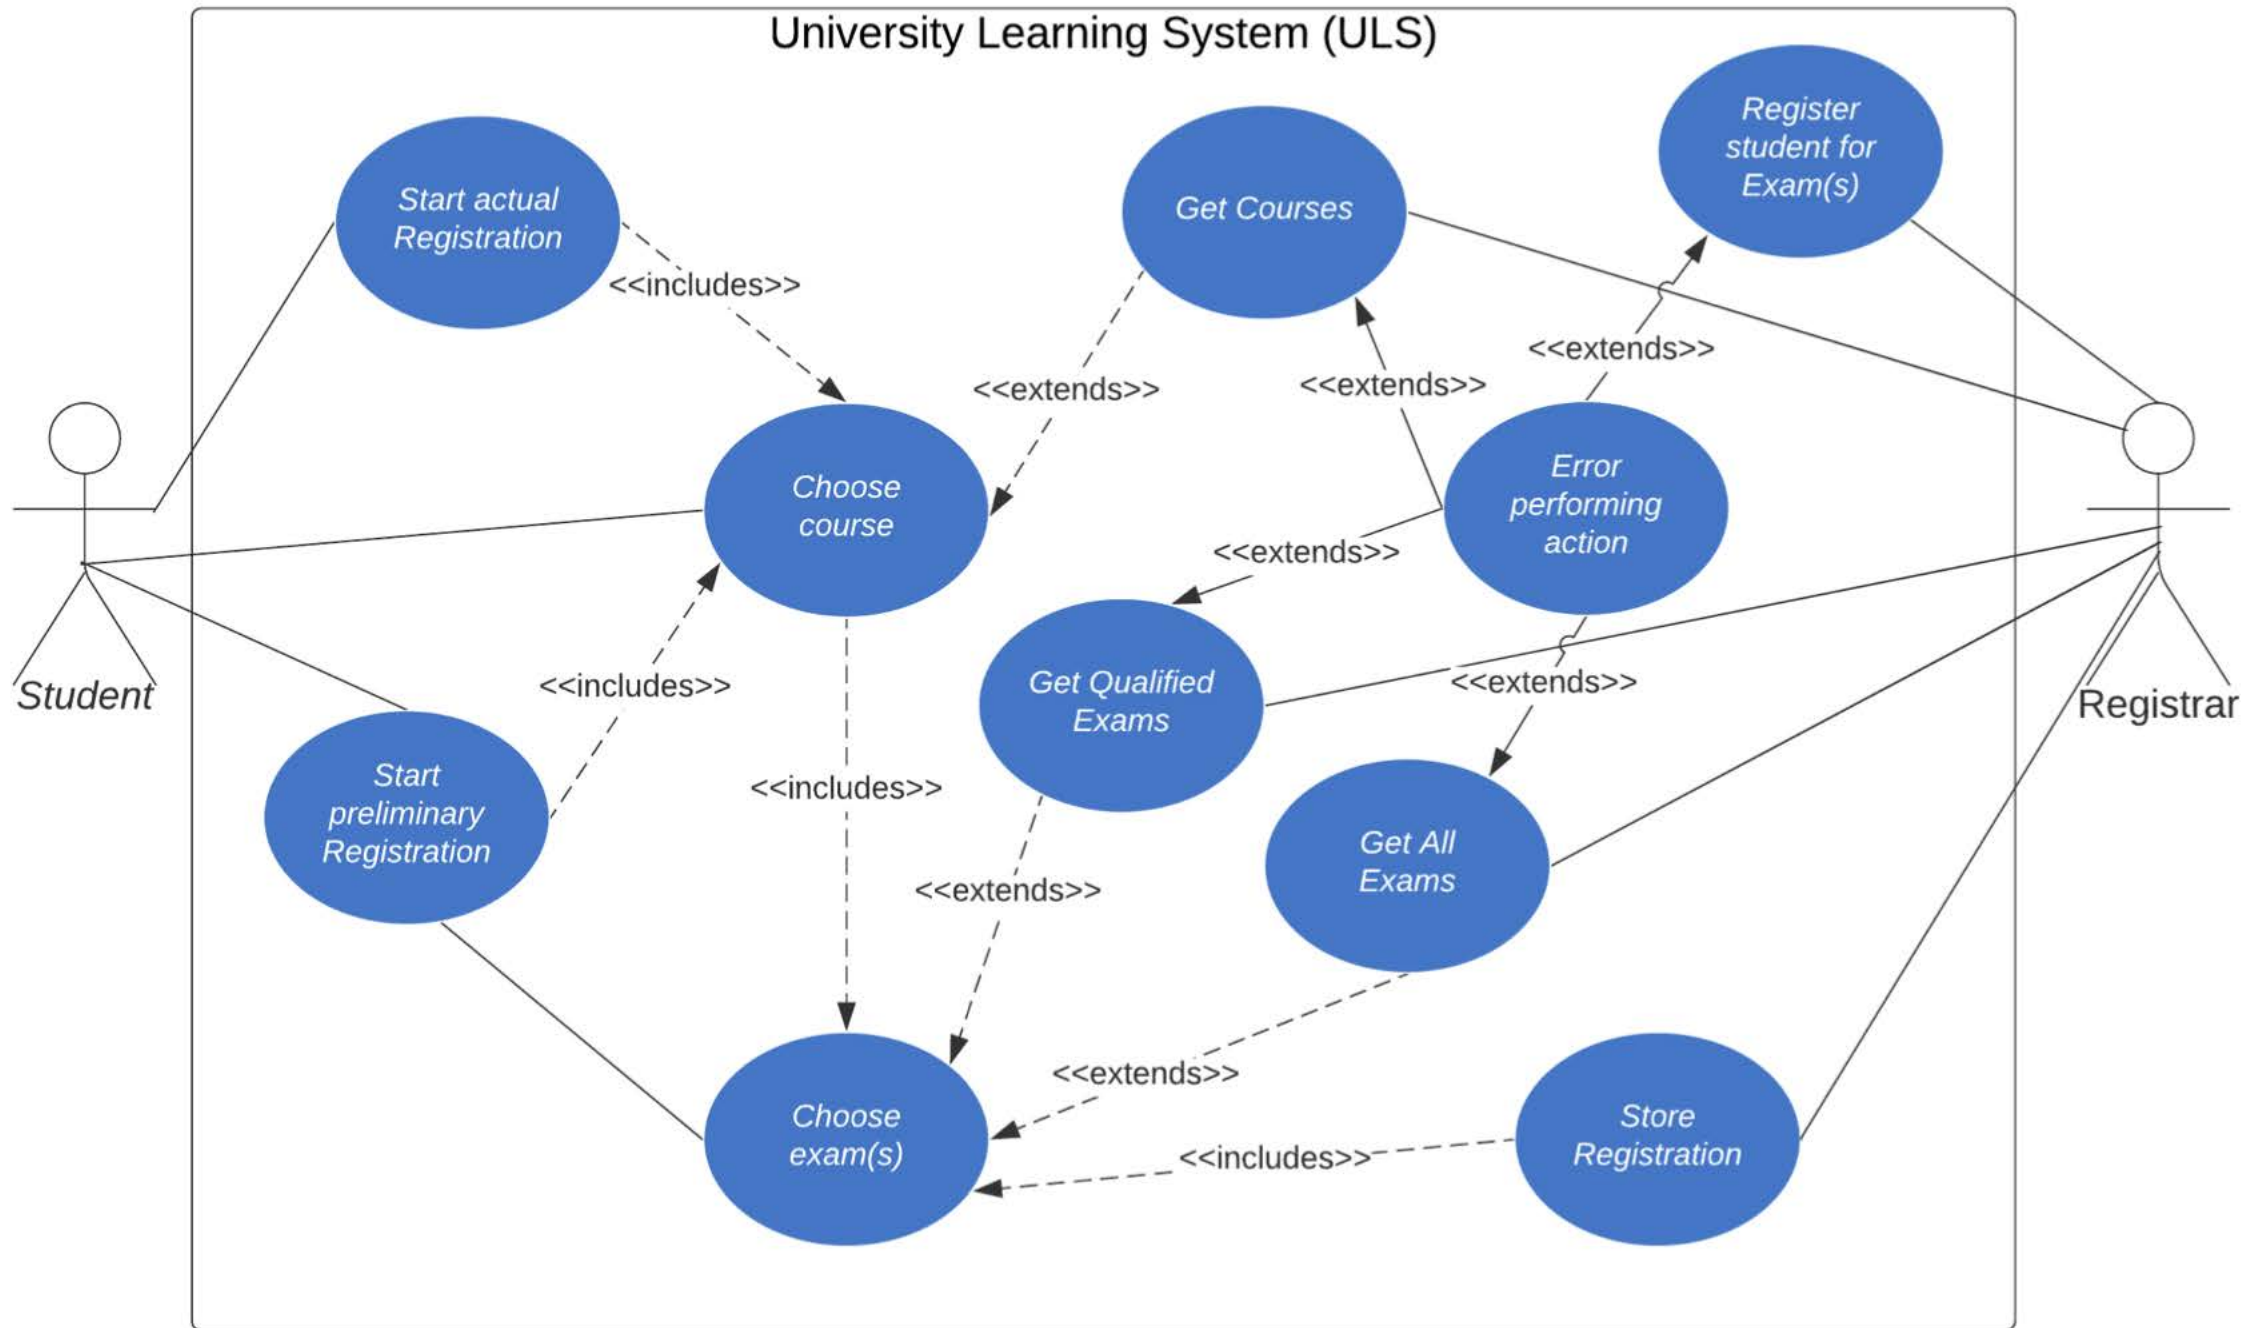 University Learning System (ULS)
Register
student for
Exam(s)
Start actual
Registration
Get Courses
<<includes>>
<<extends>>
<<extends>>
<<extends>>
Choose
course
Error
performing
action
<<extends>>
Student
<<includes>>
Get Qualified
Exams
<<extends>>
Registrar
Start
preliminary
Registration
<<includes>>
Get All
Exams
<<extends>>
<<extends>>
Choose
exam(s)
<<includes>>
Store
Registration